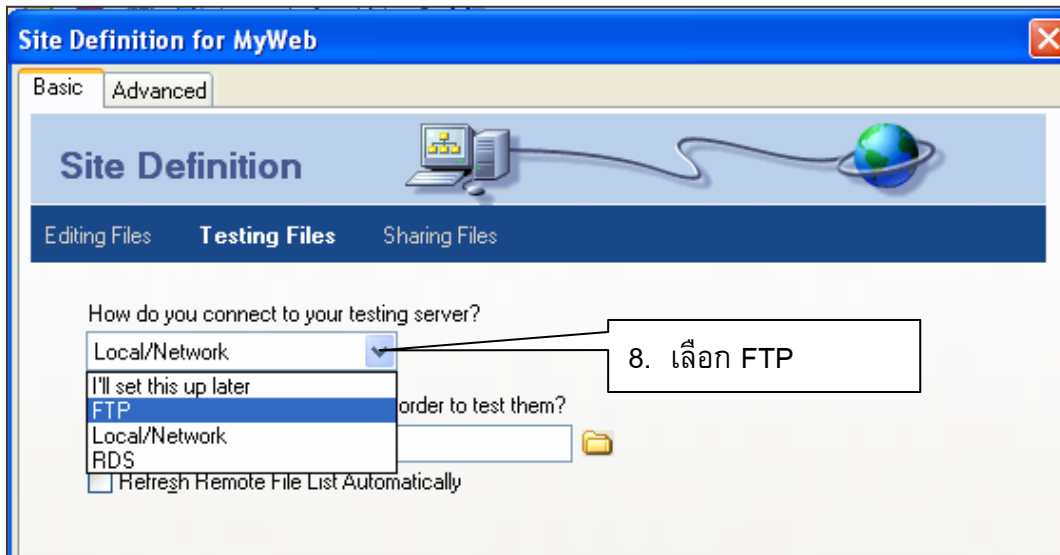 Site Definition for MyWeb
Basic Advanced
Site Definition
Editing Files Testing Files Sharing Files
How do you connect to your testing server?
Local/Network
8. เลือก FTP
I'll set this up later
FTP
order to test them?
Local/Network
RDS
Refresh Remote File List Automatically